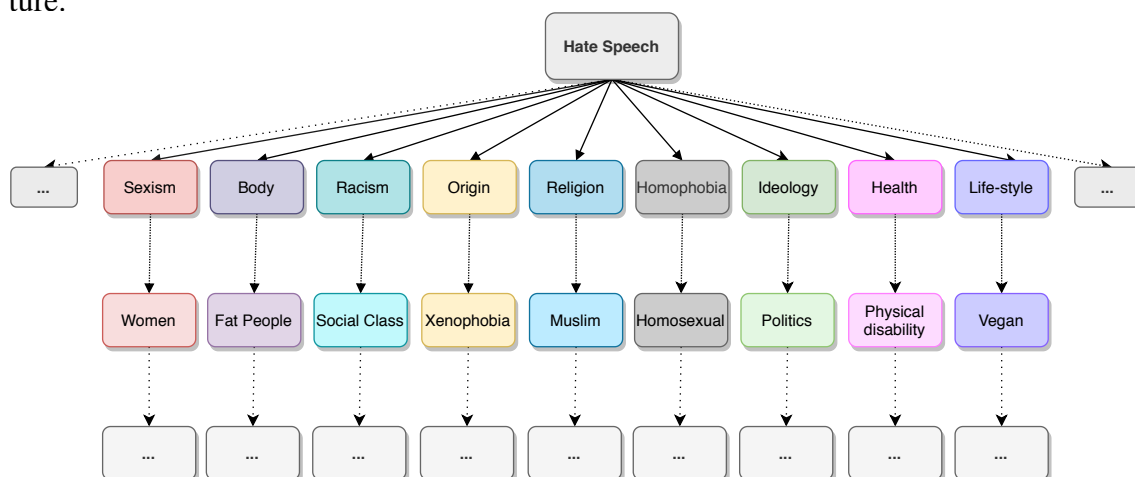 ture.
Hate Speech
...
Sexism
Body
Racism
Origin
Religion
Homophobia
Ideology
Health
Life-style
...
Women
Fat People
Social Class
Xenophobia
Muslim
Homosexual
Politics
Physical
disability
Vegan
...
...
...
...
...
...
...
...
...